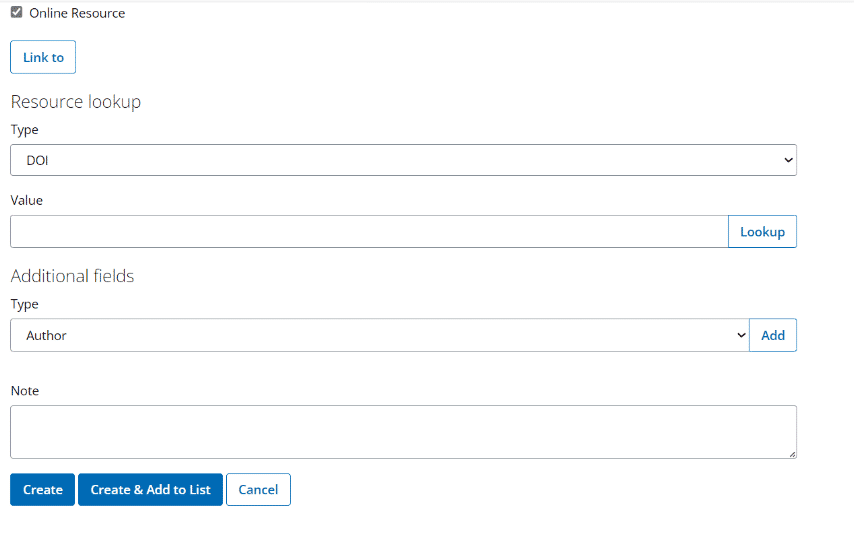 Online Resource
Link to
Resource lookup
Type
DOI
Value
Lookup
Additional fields
Type
Author
Add
Note
Create
Create & Add to List
Cancel